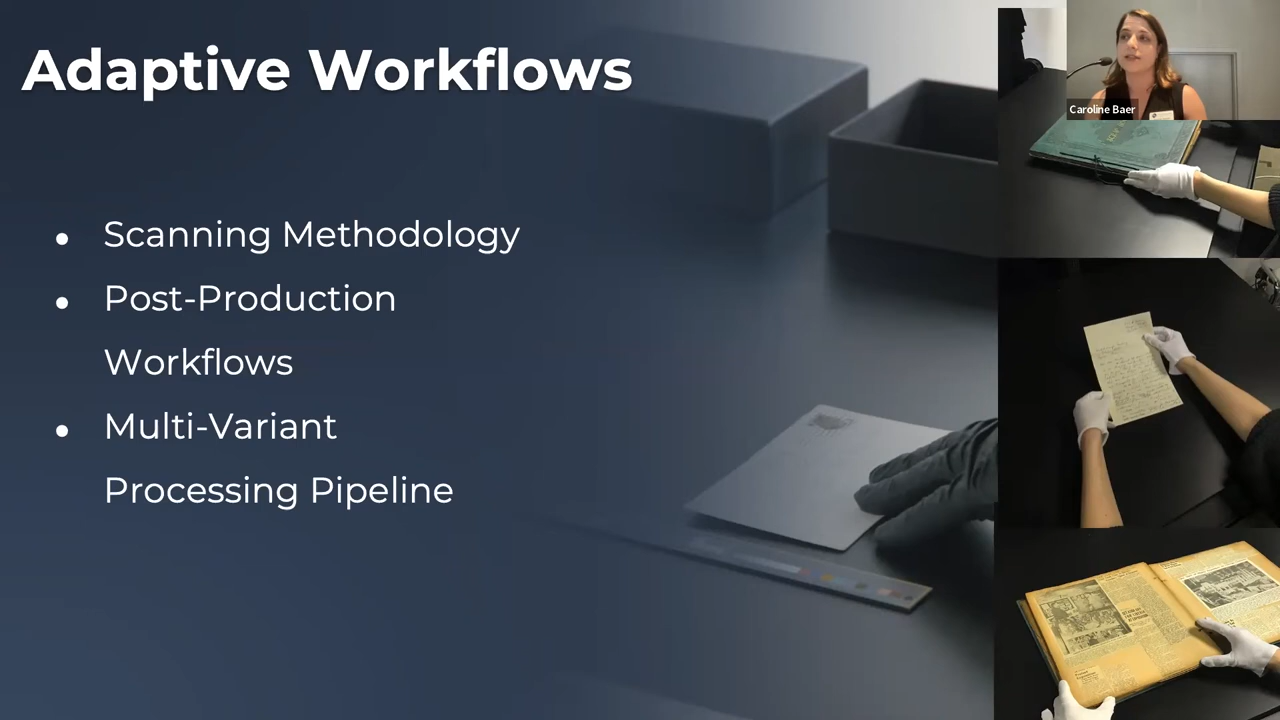 Adaptive Workflows
Scanning Methodology
Post-Production
Workflows
Multi-Variant
Processing Pipeline
Caroline Baer